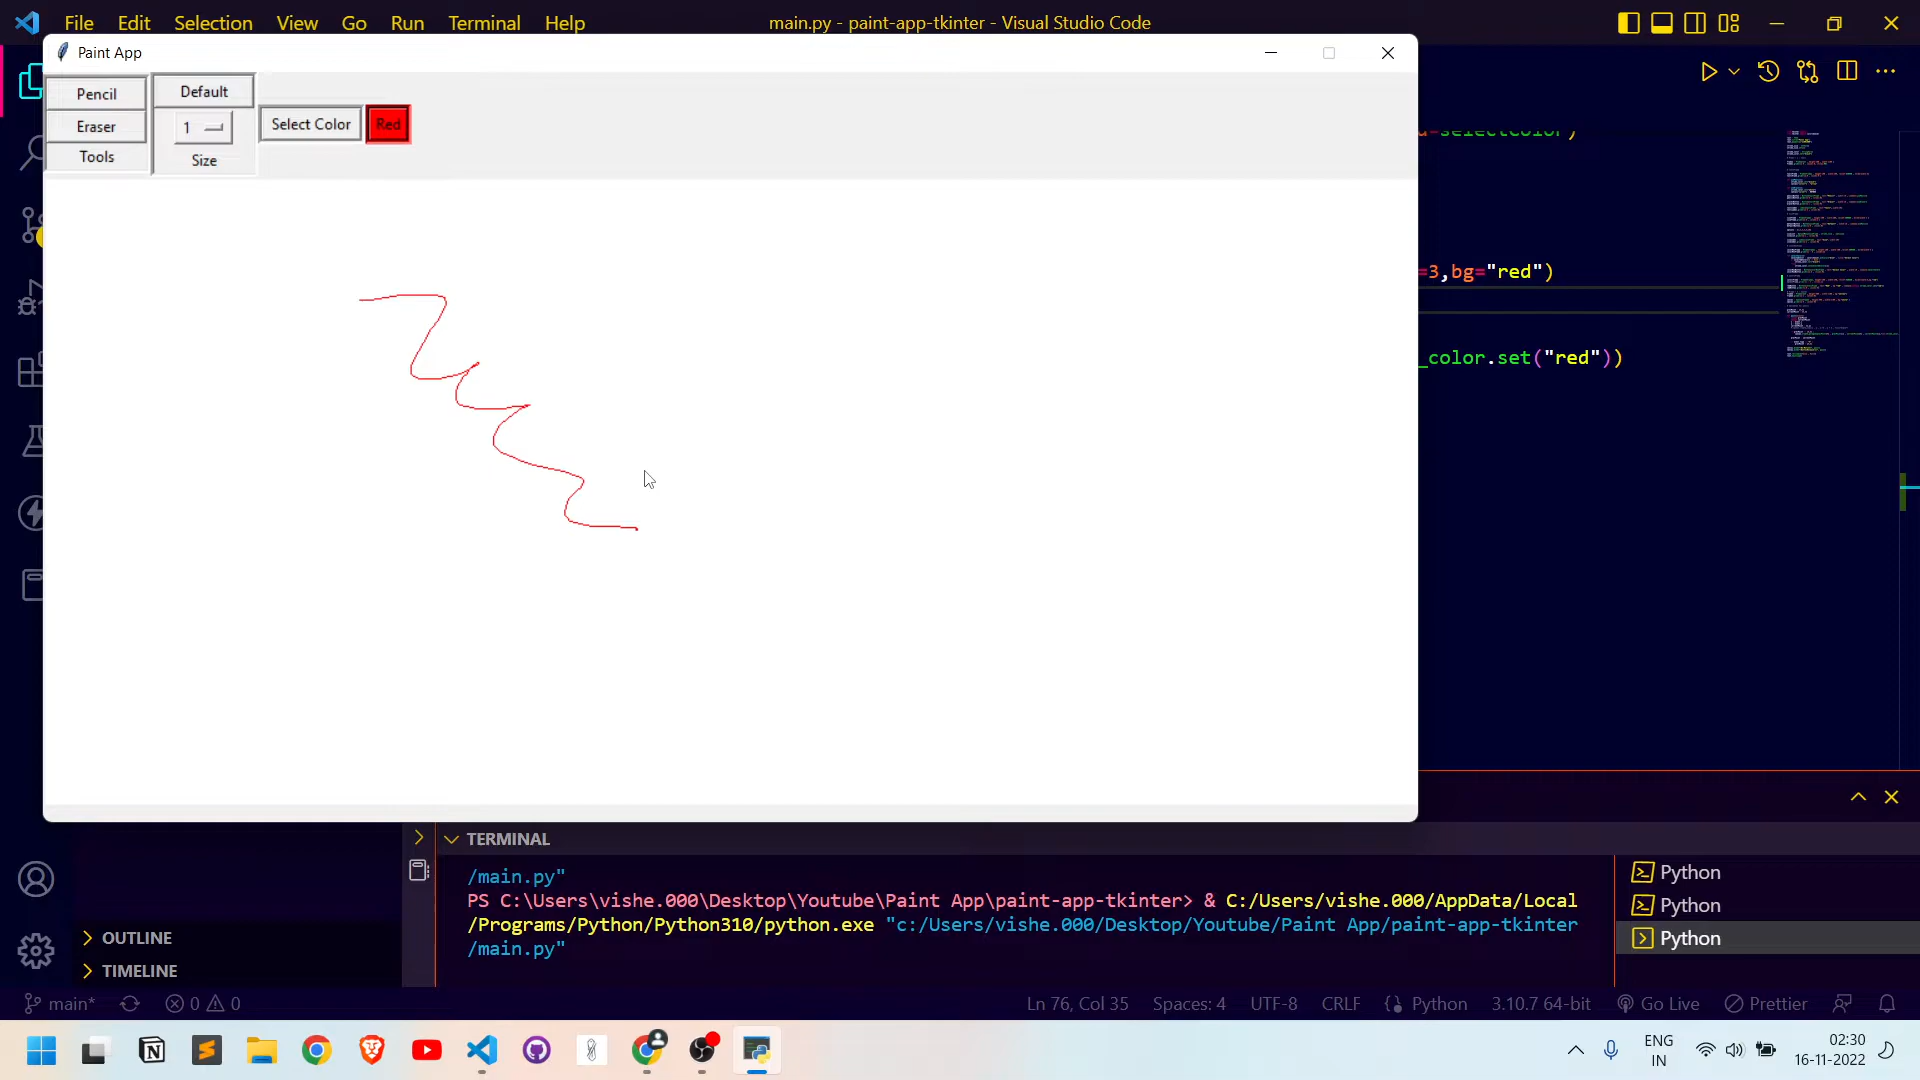 File Edit Selection View Go Run Terminal Help
main.py - paint-app-tkinter - Visual Studio Code
Paint App
Pencil
Eraser
Tools
Default
1
Size
Select Color
Red
=selectColor)
=3,bg="red")
_color.set("red"))
TERMINAL
/main.py"
PS C:\Users\vishe.000\Desktop\Youtube\Paint App\paint-app-tkinter> & C:/Users/vishe.000/AppData/Local
/Programs/Python/Python310/python.exe "c:/Users/vishe.000/Desktop/Youtube/Paint App/paint-app-tkinter
/main.py"
Python
Python
Python
OUTLINE
TIMELINE
main* 0 0 Ln 76, Col 35 Spaces: 4 UTF-8 CRLF Python 3.10.7 64-bit Go Live Prettier
ENG
IN
02:30
16-11-2022